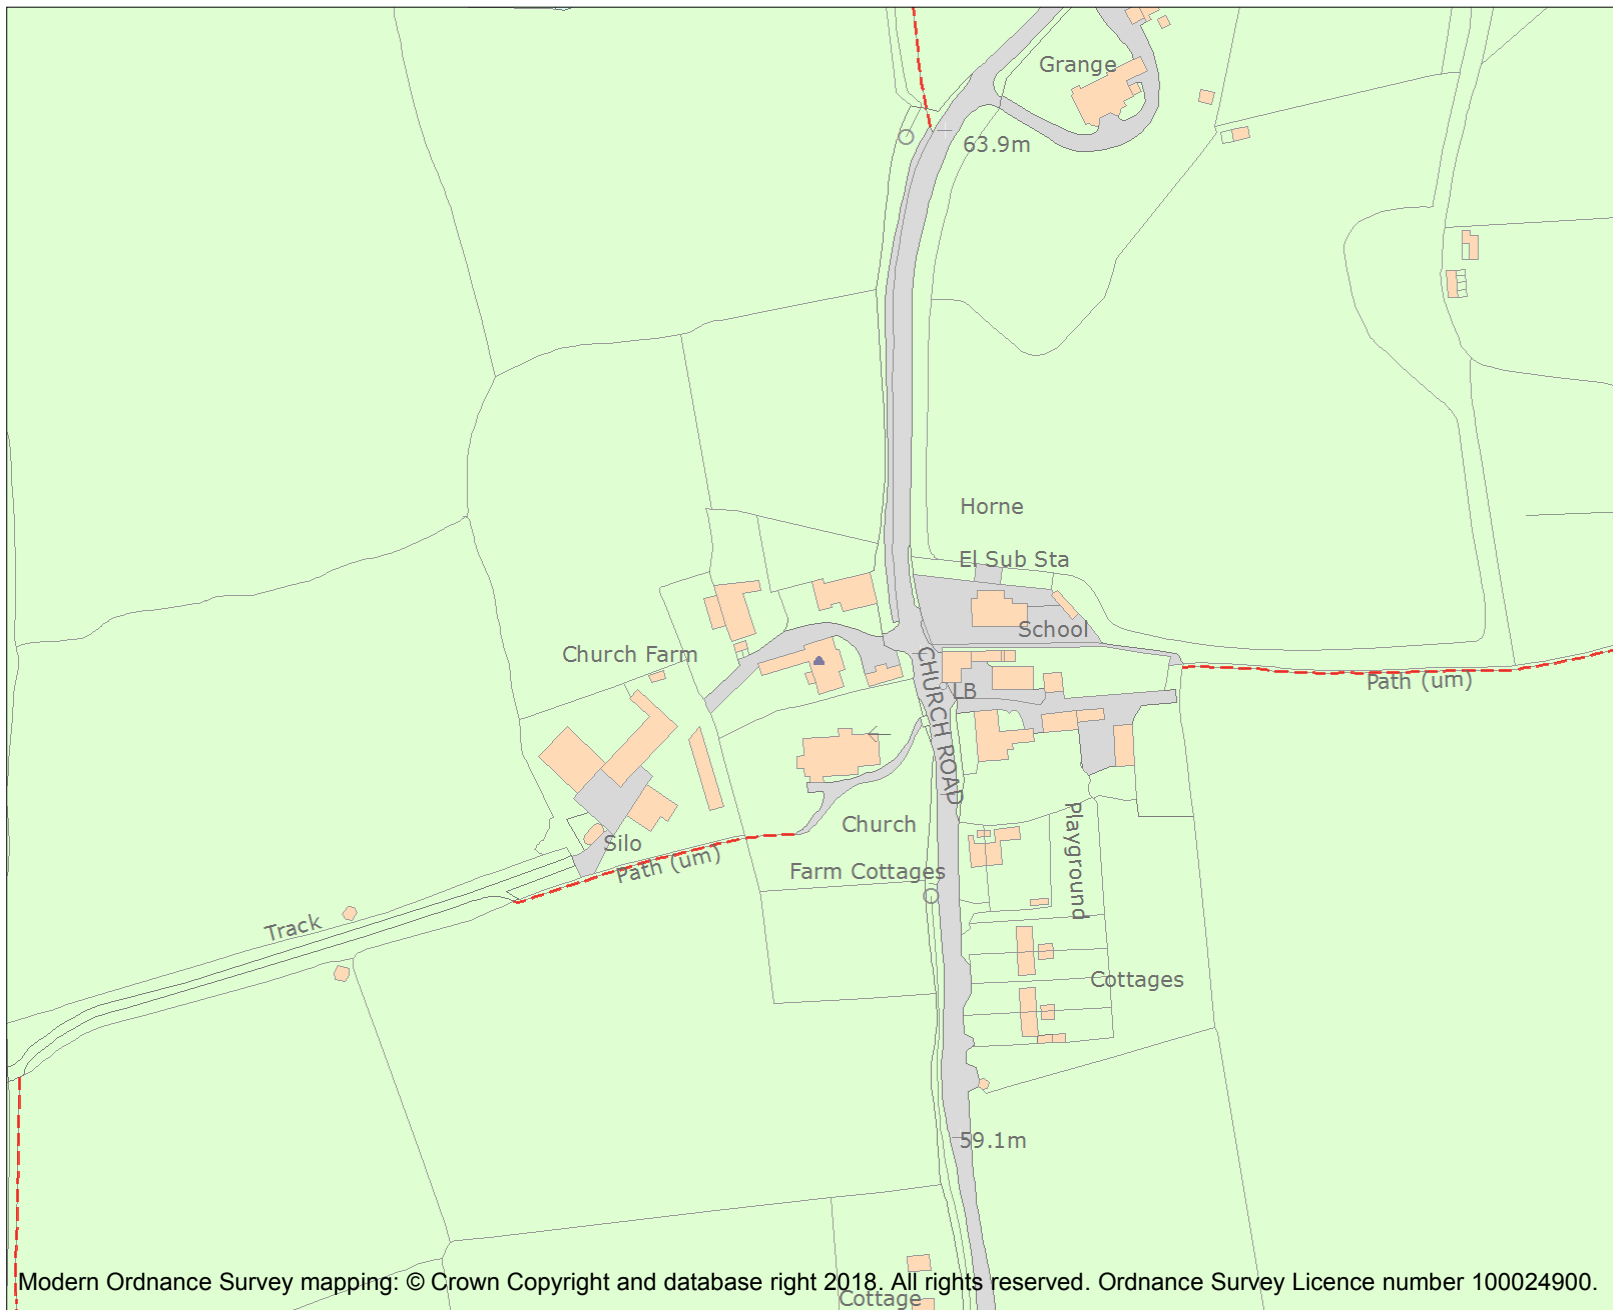 Grange
63.9m
Horne
El Sub Sta
School
Church Farm
CHURCH ROAD
LB
Path (um)
Playground
Church
Silo
Path (um)
Farm Cottages
Track
Cottages
59.1m
Modern Ordnance Survey mapping: © Crown Copyright and database right 2018. All rights reserved. Ordnance Survey Licence number 100024900.
Cottage